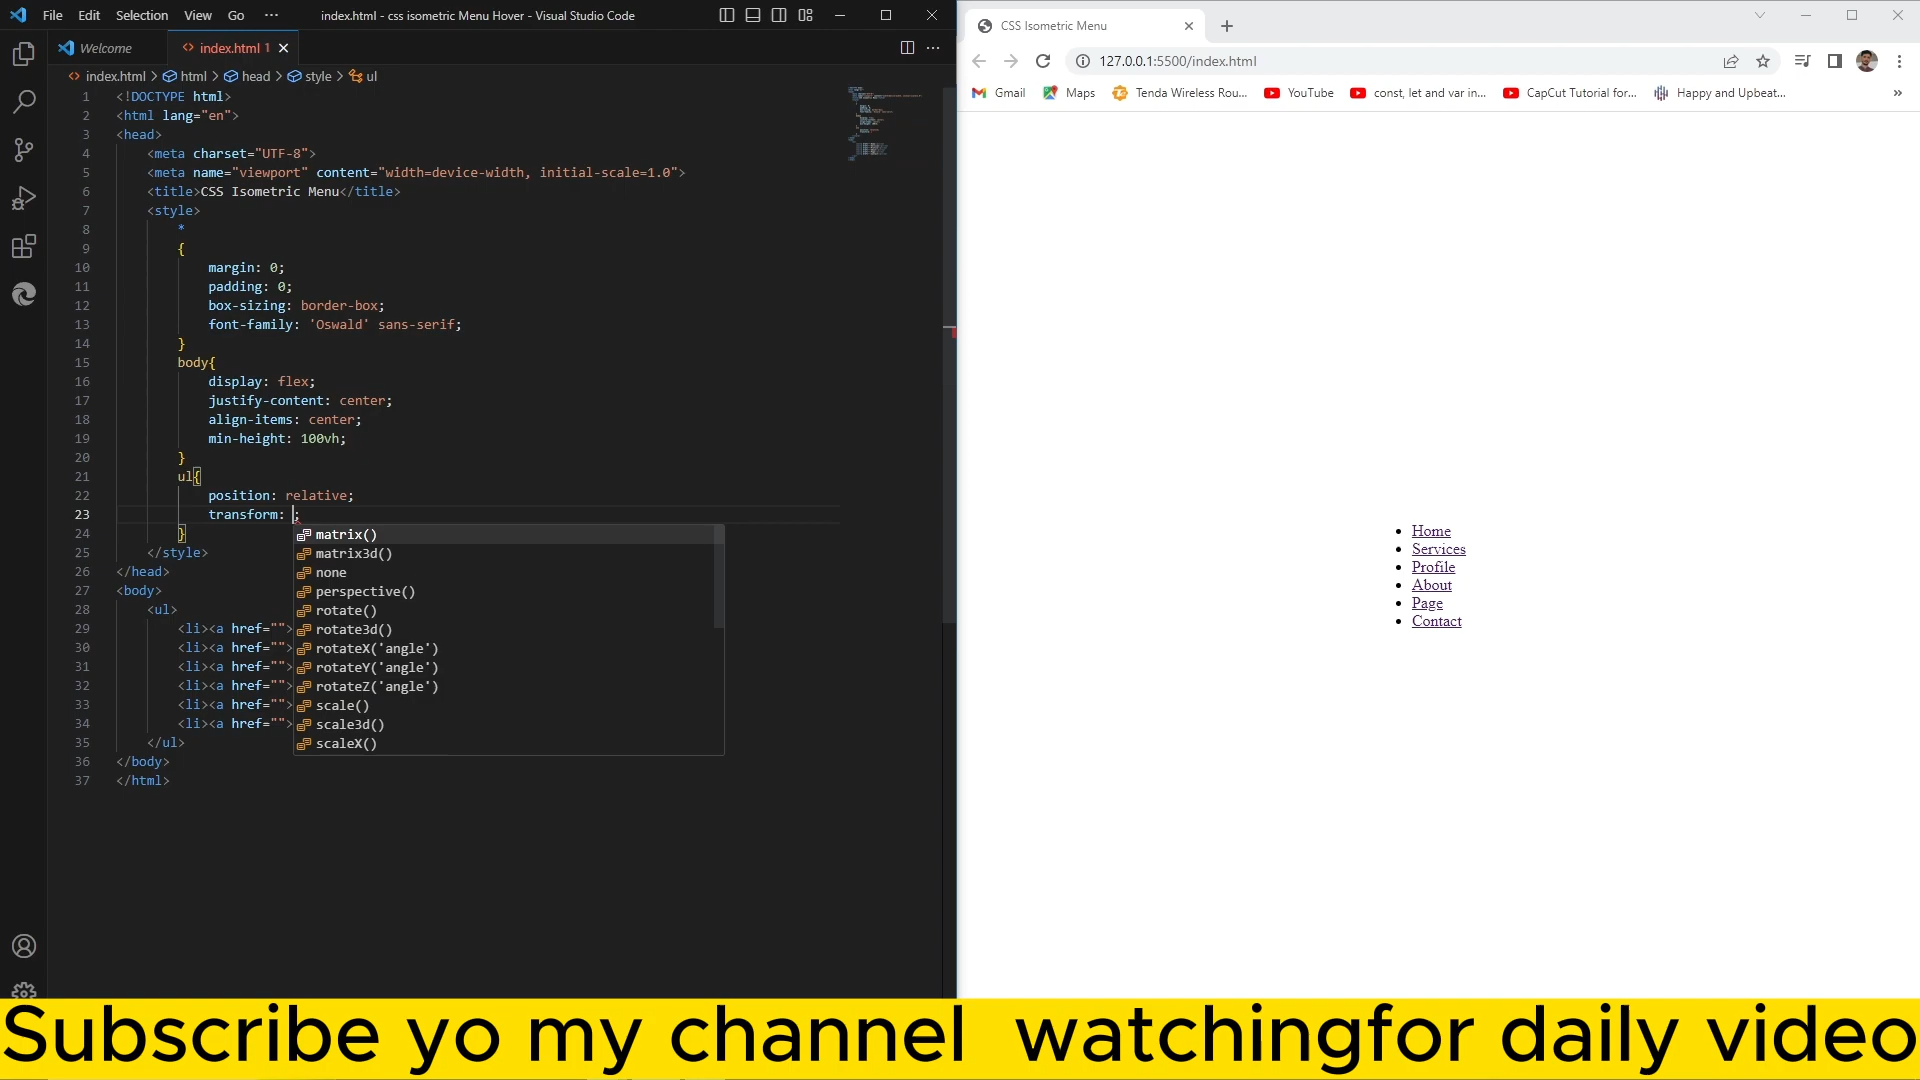 File Edit Selection View Go ··· index.html - css isometric Menu Hover - Visual Studio Code
Welcome index.html 1
index.html > html > head > style > ul
1 <!DOCTYPE html>
2 <html lang="en">
3 <head>
4 <meta charset="UTF-8">
5 <meta name="viewport" content="width=device-width, initial-scale=1.0">
6 <title>CSS Isometric Menu</title>
7 <style>
8 *
9 {
10 margin: 0;
11 padding: 0;
12 box-sizing: border-box;
13 font-family: 'Oswald' sans-serif;
14 }
15 body{
16 display: flex;
17 justify-content: center;
18 align-items: center;
19 min-height: 100vh;
20 }
21 ul{
22 position: relative;
23 transform: ;
24 }
25 </style>
26 </head>
27 <body>
28 <ul>
29 <li><a href="">
30 <li><a href="">
31 <li><a href="">
32 <li><a href="">
33 <li><a href="">
34 <li><a href="">
35 </ul>
36 </body>
37 </html>
matrix()
matrix3d()
none
perspective()
rotate()
rotate3d()
rotateX('angle')
rotateY('angle')
rotateZ('angle')
scale()
scale3d()
scaleX()
CSS Isometric Menu
127.0.0.1:5500/index.html
Gmail Maps Tenda Wireless Rou... YouTube const, let and var in... CapCut Tutorial for... Happy and Upbeat... »
Home
Services
Profile
About
Page
Contact
Subscribe yo my channel watchingfor daily video